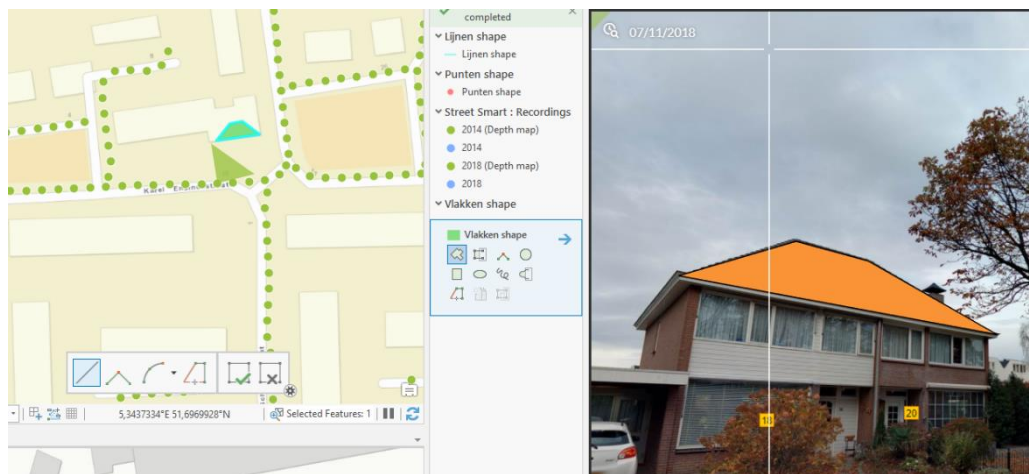 completed
Lijnen shape
Lijnen shape
Punten shape
Punten shape
Street Smart : Recordings
2014 (Depth map)
2014
2018 (Depth map)
2018
Vlakken shape
Vlakken shape
5,3437334°E 51,6969928°N
Selected Features: 1
07/11/2018
18
20